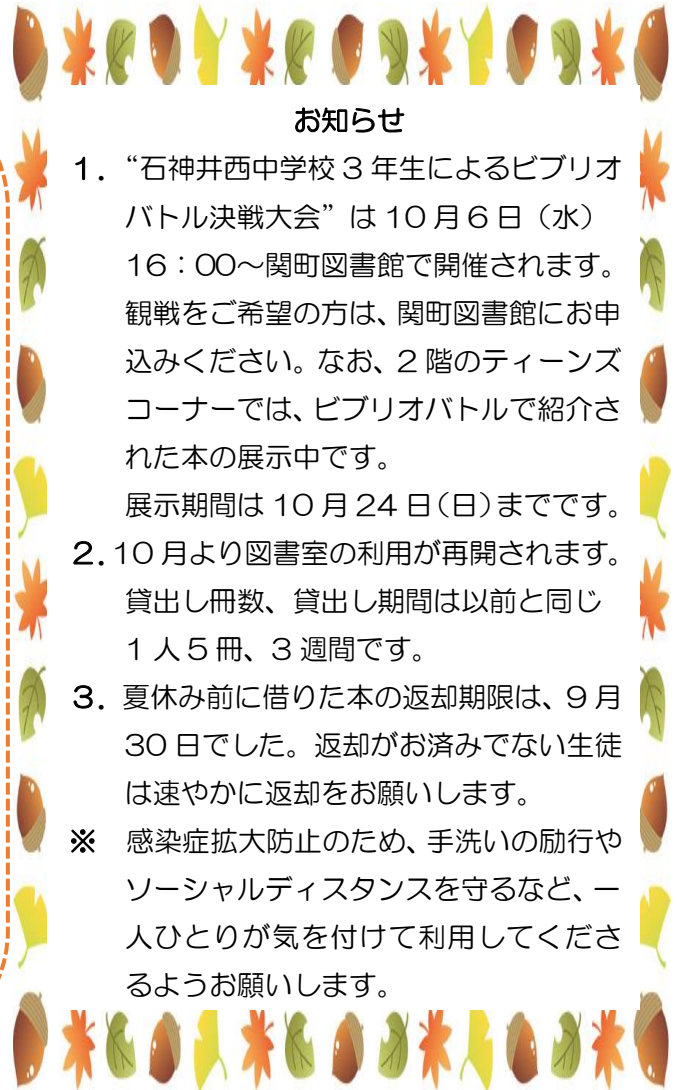 お知らせ
1.“石神井西中学校3年生によるビブリオ
バトル決戦大会”は10月6日（水）
16：00～関町図書館で開催されます。
観戦をご希望の方は、関町図書館にお申
込みください。なお、2階のティーンズ
コーナーでは、ビブリオバトルで紹介さ
れた本の展示中です。
展示期間は10月24日（日）までです。
2.10月より図書室の利用が再開されます。
貸出し冊数、貸出し期間は以前と同じ
1人5冊、3週間です。
3.夏休み前に借りた本の返却期限は、9月
30日でした。返却がお済みでない生徒
は速やかに返却をお願いします。
※　感染症拡大防止のため、手洗いの励行や
ソーシャルディスタンスを守るなど、一
人ひとりが気を付けて利用してくださ
るようお願いします。